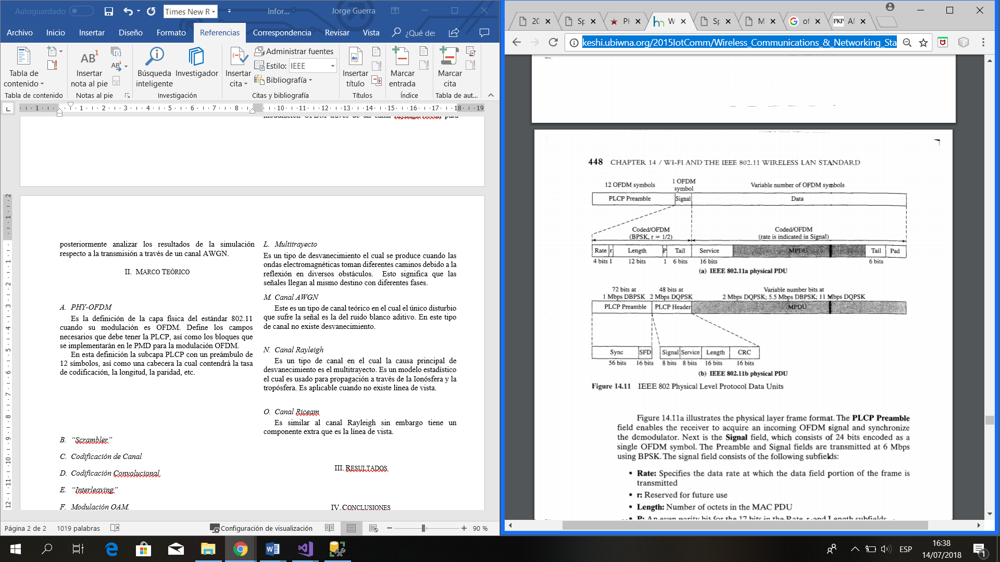 Autoguardado
Times New R
Infor...
Jorge Guerra
Archivo
Inicio
Insertar
Diseño
Formato
Referencias
Correspondencia
Revisar
Vista
¿Qué de:
Tabla de
contenido
Tabla de contenido
AB¹
Insertar
nota al pie
Notas al pie
Búsqueda
inteligente
Investigador
Investigación
Insertar
cita
Administrar fuentes
Estilo: IEEE
Bibliografía
Citas y bibliografía
Insertar
título
Títulos
Marcar
entrada
Índice
Marcar
cita
Tabla de aut...
posteriormente analizar los resultados de la simulación
respecto a la transmisión a través de un canal AWGN.
II. MARCO TEÓRICO
A. PHY-OFDM
Es la definición de la capa física del estándar 802.11
cuando su modulación es OFDM. Define los campos
necesarios que debe tener la PLCP, así como los bloques que
se implementarán en le PMD para la modulación OFDM.
En esta definición la subcapa PLCP con un preámbulo de
12 símbolos, así como una cabecera la cual contendrá la tasa
de codificación, la longitud, la paridad, etc.
B. “Scrambler”
C. Codificación de Canal
D. Codificación Convolucional
E. “Interleaving”
F. Modulación QAM.
L. Multitrayecto
Es un tipo de desvanecimiento el cual se produce cuando las
ondas electromagnéticas toman diferentes caminos debido a la
reflexión en diversos obstáculos. Esto significa que las
señales llegan al mismo destino con diferentes fases.
M. Canal AWGN
Este es un tipo de canal teórico en el cual el único disturbio
que sufre la señal es la del ruido blanco aditivo. En este tipo
de canal no existe desvanecimiento.
N. Canal Rayleigh
Es un tipo de canal en el cual la causa principal de
desvanecimiento es el multitrayecto. Es un modelo estadístico
el cual es usado para propagación a través de la Ionósfera y la
tropósfera. Es aplicable cuando no existe línea de vista.
O. Canal Riceam
Es similar al canal Rayleigh sin embargo tiene un
componente extra que es la línea de vista.
III. RESULTADOS
IV. CONCLUSIONES
Página 2 de 2
1019 palabras
Configuración de visualización
90 %
20
Sp
PH
W
Sp
M
of
PKP
Al
keshi.ubiwna.org/2015IotComm/Wireless_Communications_&_Networking_Sta
448 CHAPTER 14 / WI-FI AND THE IEEE 802.11 WIRELESS LAN STANDARD
12 OFDM symbols
1 OFDM
symbol
Variable number of OFDM symbols
PLCP Preamble
Signal
Data
Coded/OFDM
(BPSK, r = 1/2)
Coded/OFDM
(rate is indicated in Signal)
Rate r Length P Tail Service MPDU Tail Pad
4 bits 1 12 bits 1 6 bits 16 bits 6 bits
(a) IEEE 802.11a physical PDU
72 bits at
1 Mbps DBPSK
48 bits at
2 Mbps DQPSK
Variable number bits at
2 Mbps DQPSK; 5.5 Mbps DBPSK; 11 Mbps DQPSK
PLCP Preamble PLCP Header MPDU
Sync SFD Signal Service Length CRC
56 bits 16 bits 8 bits 8 bits 16 bits 16 bits
(b) IEEE 802.11b physical PDU
Figure 14.11 IEEE 802 Physical Level Protocol Data Units
Figure 14.11a illustrates the physical layer frame format. The PLCP Preamble
field enables the receiver to acquire an incoming OFDM signal and synchronize
the demodulator. Next is the Signal field, which consists of 24 bits encoded as a
single OFDM symbol. The Preamble and Signal fields are transmitted at 6 Mbps
using BPSK. The signal field consists of the following subfields:
• Rate: Specifies the data rate at which the data field portion of the frame is
transmitted
• r: Reserved for future use
• Length: Number of octets in the MAC PDU
• P: An even parity bit for the 17 bits in the Rate, r, and Length subfields
ESP
16:38
14/07/2018
1